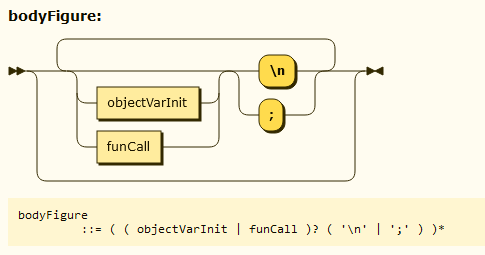 bodyFigure:
\n
objectVarInit
;
funCall
bodyFigure
::= ( ( objectVarInit | funCall )? ( '\n' | ';' ) )*